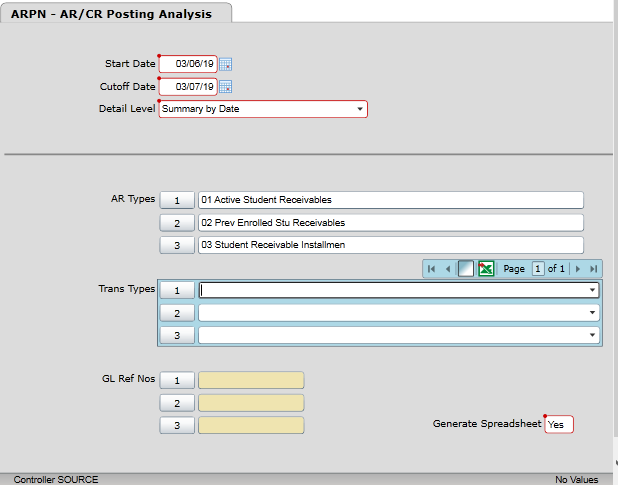 ARPN - AR/CR Posting Analysis
Start Date 03/06/19
Cutoff Date 03/07/19
Detail Level Summary by Date
AR Types 1 01 Active Student Receivables
2 02 Prev Enrolled Stu Receivables
3 03 Student Receivable Installmen
Page 1 of 1
Trans Types 1
2
3
GL Ref Nos 1
2
3
Generate Spreadsheet Yes
Controller SOURCE No Values